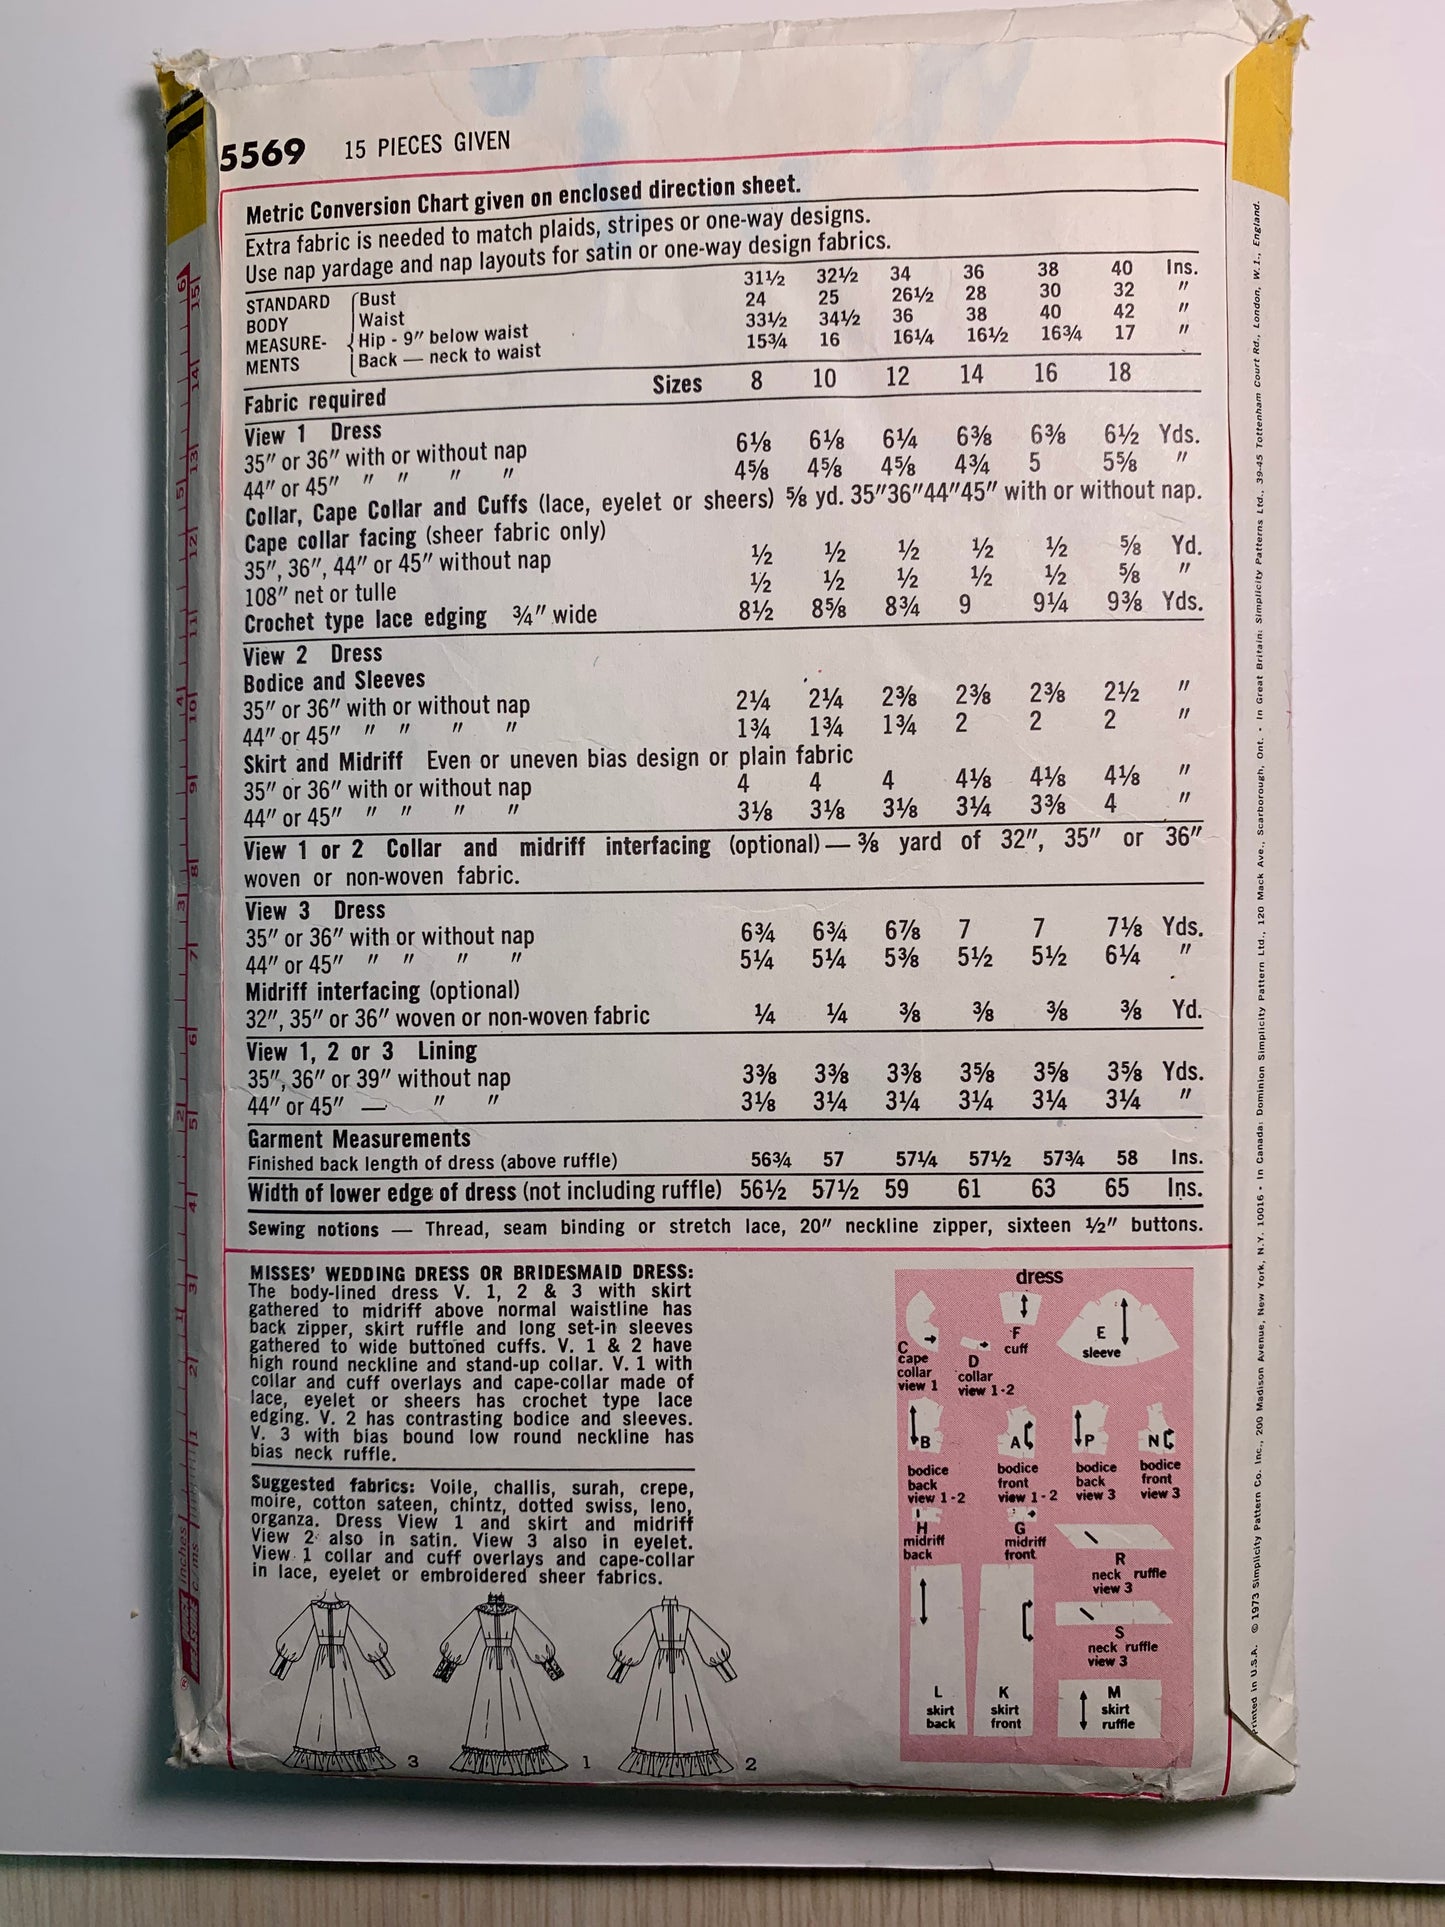 5569 15 PIECES GIVEN
Metric Conversion Chart given on enclosed direction sheet.
Extra fabric is needed to match plaids, stripes or one-way designs.
Use nap yardage and nap layouts for satin or one-way design fabrics.
STANDARD BODY MEASURE- MENTS
Bust 31½ 32½ 34 36 38 40 Ins.
Waist 24 25 26½ 28 30 32 "
Hip - 9" below waist 33½ 34½ 36 38 40 42 "
Back — neck to waist 15¾ 16 16¼ 16½ 16¾ 17 "
Fabric required Sizes 8 10 12 14 16 18
View 1 Dress
35" or 36" with or without nap 6⅛ 6⅛ 6¼ 6⅜ 6⅜ 6½ Yds.
44" or 45" " " " " 4⅝ 4⅝ 4⅝ 4¾ 5 5⅝ "
Collar, Cape Collar and Cuffs (lace, eyelet or sheers) ⅝ yd. 35"36"44"45" with or without nap.
Cape collar facing (sheer fabric only)
35", 36", 44" or 45" without nap ½ ½ ½ ½ ½ ⅝ Yd.
108" net or tulle ½ ½ ½ ½ ½ ⅝ "
Crochet type lace edging ¾" wide 8½ 8⅝ 8¾ 9 9¼ 9⅜ Yds.
View 2 Dress
Bodice and Sleeves
35" or 36" with or without nap 2¼ 2¼ 2⅜ 2⅜ 2⅜ 2½ "
44" or 45" " " " " 1¾ 1¾ 1¾ 2 2 2 "
Skirt and Midriff Even or uneven bias design or plain fabric
35" or 36" with or without nap 4 4 4 4⅛ 4⅛ 4⅛ "
44" or 45" " " " " 3⅛ 3⅛ 3⅛ 3¼ 3⅜ 4 "
View 1 or 2 Collar and midriff interfacing (optional) — ⅜ yard of 32", 35" or 36"
woven or non-woven fabric.
View 3 Dress
35" or 36" with or without nap 6¾ 6¾ 6⅞ 7 7 7⅛ Yds.
44" or 45" " " " " 5¼ 5¼ 5⅜ 5½ 5½ 6¼ "
Midriff interfacing (optional)
32", 35" or 36" woven or non-woven fabric ¼ ¼ ⅜ ⅜ ⅜ ⅜ Yd.
View 1, 2 or 3 Lining
35", 36" or 39" without nap 3⅜ 3⅜ 3⅜ 3⅝ 3⅝ 3⅝ Yds.
44" or 45" — " " 3⅛ 3¼ 3¼ 3¼ 3¼ 3¼ "
Garment Measurements
Finished back length of dress (above ruffle) 56¾ 57 57¼ 57½ 57¾ 58 Ins.
Width of lower edge of dress (not including ruffle) 56½ 57½ 59 61 63 65 Ins.
Sewing notions — Thread, seam binding or stretch lace, 20" neckline zipper, sixteen ½" buttons.
MISSES' WEDDING DRESS OR BRIDESMAID DRESS:
The body-lined dress V. 1, 2 & 3 with skirt
gathered to midriff above normal waistline has
back zipper, skirt ruffle and long set-in sleeves
gathered to wide buttoned cuffs. V. 1 & 2 have
high round neckline and stand-up collar. V. 1 with
collar and cuff overlays and cape-collar made of
lace, eyelet or sheers has crochet type lace
edging. V. 2 has contrasting bodice and sleeves.
V. 3 with bias bound low round neckline has
bias neck ruffle.
Suggested fabrics: Voile, challis, surah, crepe,
moire, cotton sateen, chintz, dotted swiss, leno,
organza. Dress View 1 and skirt and midriff
View 2 also in satin. View 3 also in eyelet.
View 1 collar and cuff overlays and cape-collar
in lace, eyelet or embroidered sheer fabrics.
3 1 2
dress
C cape collar view 1
D collar view 1-2
F cuff
E sleeve
B bodice back view 1-2
A bodice front view 1-2
P bodice back view 3
N bodice front view 3
H midriff back
G midriff front
R neck ruffle view 3
S neck ruffle view 3
L skirt back
K skirt front
M skirt ruffle
Printed in U.S.A. © 1973 Simplicity Pattern Co. Inc., 200 Madison Avenue, New York, N.Y. 10016 - In Canada: Dominion Simplicity Pattern Ltd., 120 Mack Ave., Scarborough, Ont. - In Great Britain: Simplicity Patterns Ltd., 39-45 Tottenham Court Rd., London, W.1., England.
inches 1 2 3 4 5 6
c/ms 1 2 3 4 5 6 7 8 9 10 11 12 13 14 15